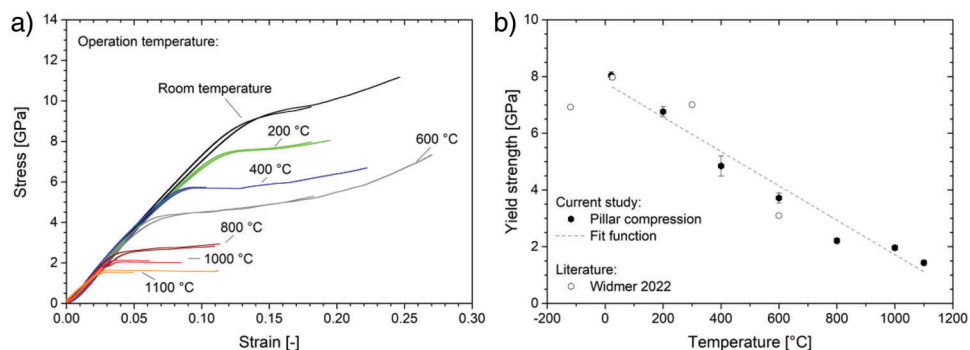 a)
Operation temperature:
Room temperature
200 °C
400 °C
600 °C
800 °C
1000 °C
1100 °C
Stress [GPa]
14
12
10
8
6
4
2
0
0.00 0.05 0.10 0.15 0.20 0.25 0.30
Strain [-]
b)
Yield strength [GPa]
10
8
6
4
2
0
Current study:
Pillar compression
Fit function
Literature:
Widmer 2022
-200 0 200 400 600 800 1000 1200
Temperature [°C]